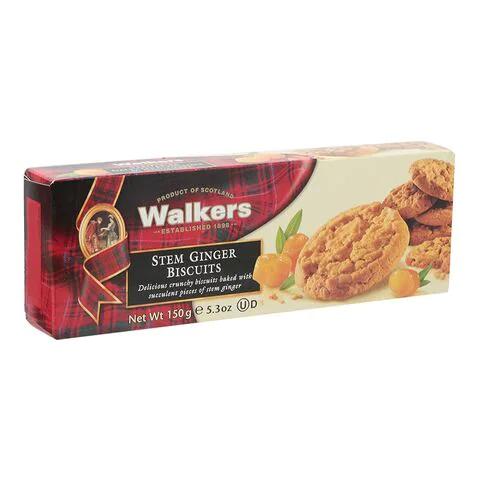 PRODUCT OF SCOTLAND
Walkers
ESTABLISHED 1898
STEM GINGER
BISCUITS
Delicious crunchy biscuits baked with
succulent pieces of stem ginger
Net Wt 150g ℮ 5.3oz Ⓤ D